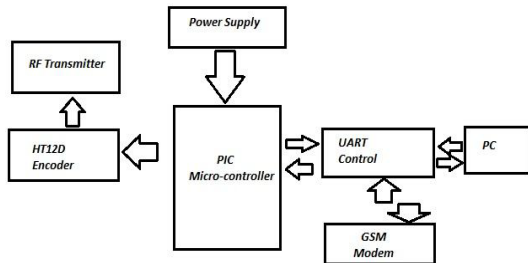 Power Supply
RF Transmitter
HT12D
Encoder
PIC
Micro-controller
UART
Control
PC
GSM
Modem